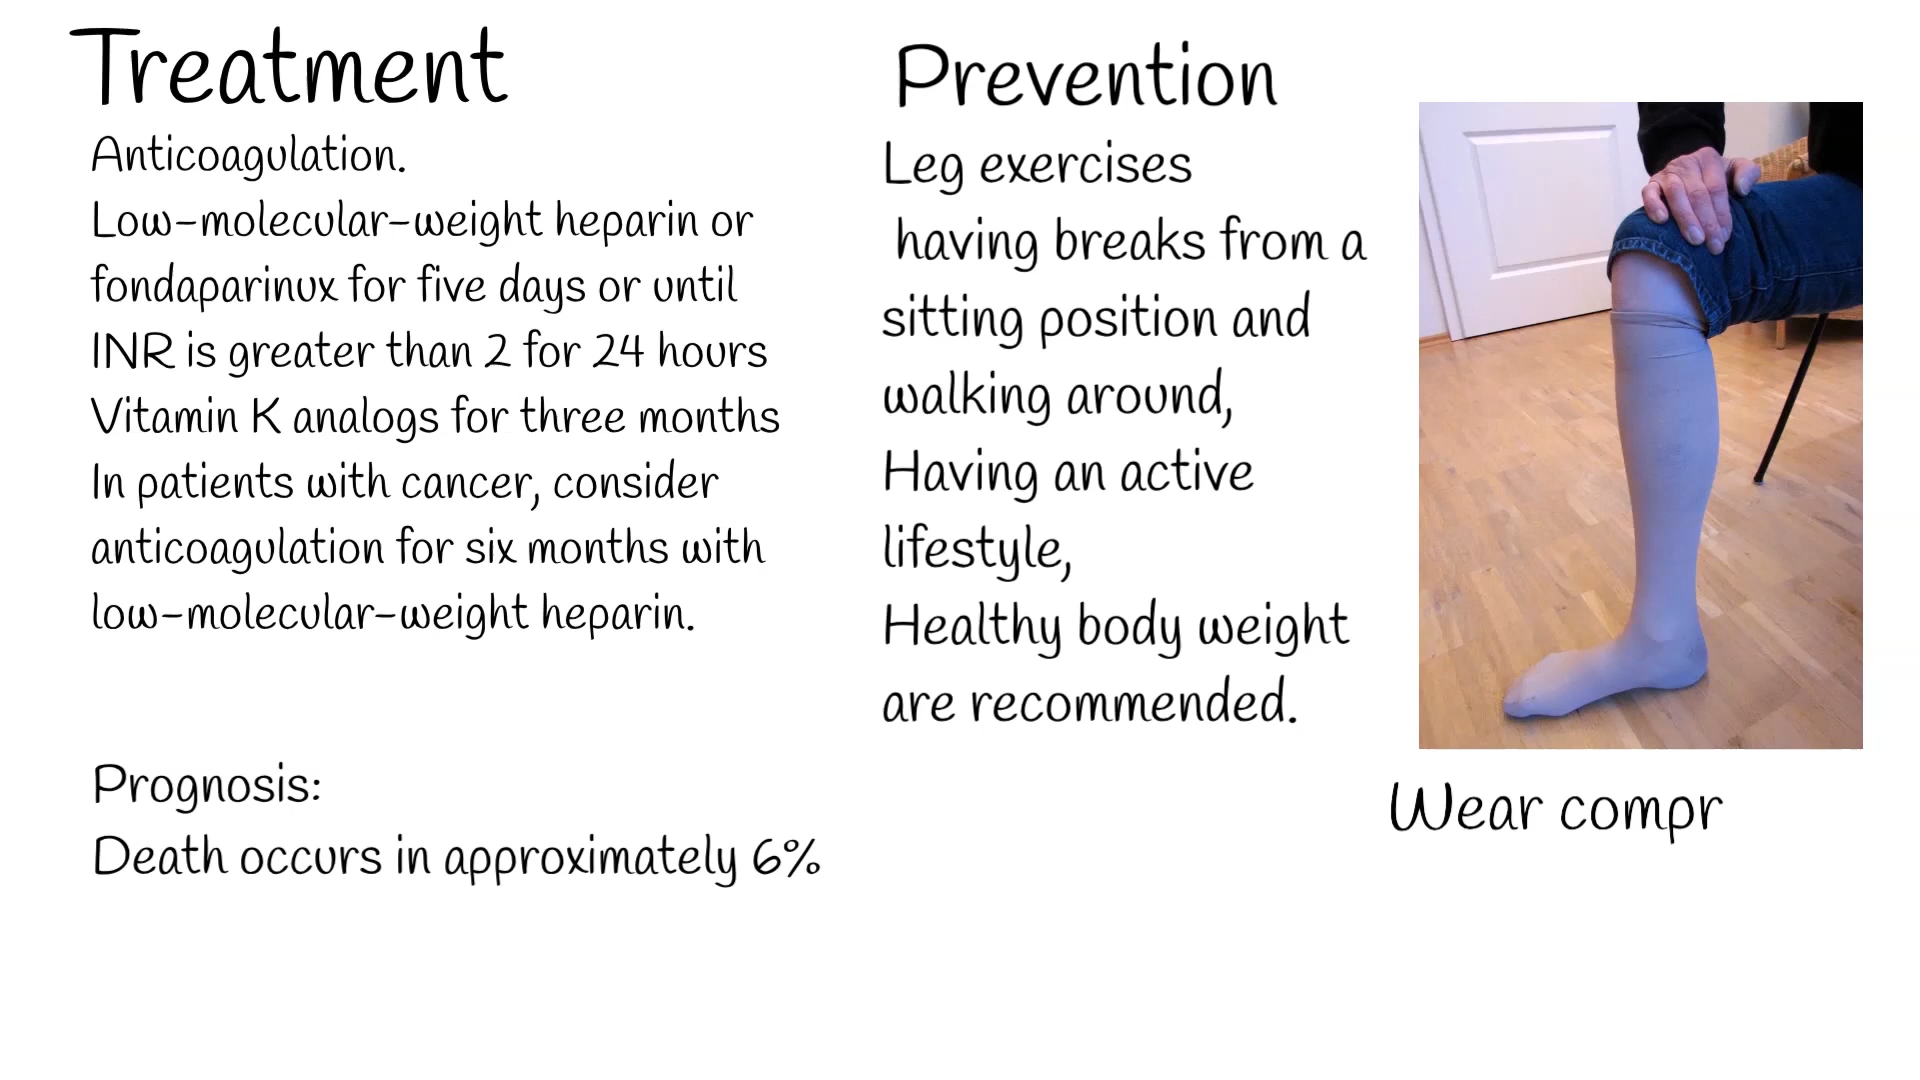 Treatment
Anticoagulation.
Low-molecular-weight heparin or
fondaparinux for five days or until
INR is greater than 2 for 24 hours
Vitamin K analogs for three months
In patients with cancer, consider
anticoagulation for six months with
low-molecular-weight heparin.
Prognosis:
Death occurs in approximately 6%
Prevention
Leg exercises
having breaks from a
sitting position and
walking around,
Having an active
lifestyle,
Healthy body weight
are recommended.
Wear compr